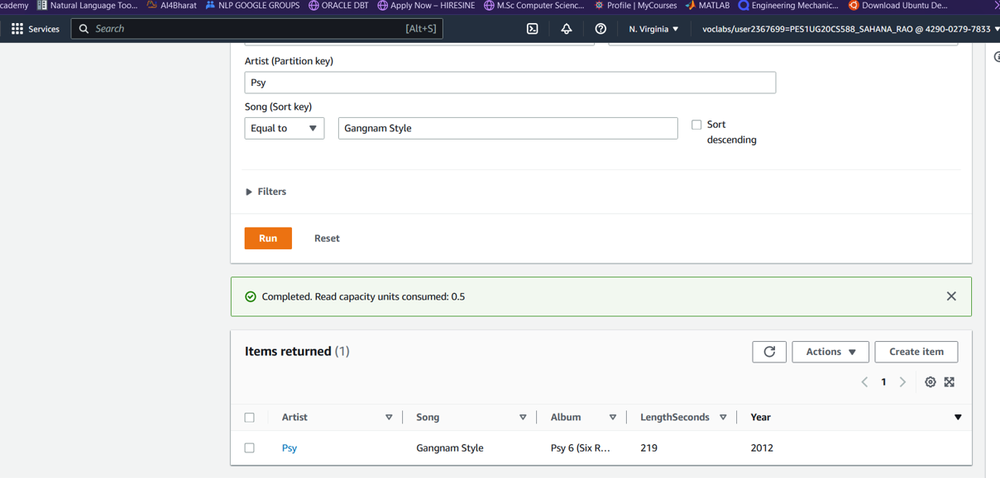 cademy Natural Language Too... AI4Bharat NLP GOOGLE GROUPS ORACLE DBT Apply Now – HIRESINE M.Sc Computer Scienc... Profile | MyCourses MATLAB Engineering Mechanic... Download Ubuntu De...
Services Search [Alt+S] N. Virginia voclabs/user2367699=PES1UG20CS588_SAHANA_RAO @ 4290-0279-7833
Artist (Partition key)
Psy
Song (Sort key)
Equal to Gangnam Style Sort
descending
Filters
Run Reset
Completed. Read capacity units consumed: 0.5
Items returned (1) Actions Create item
1
Artist Song Album LengthSeconds Year
Psy Gangnam Style Psy 6 (Six R... 219 2012